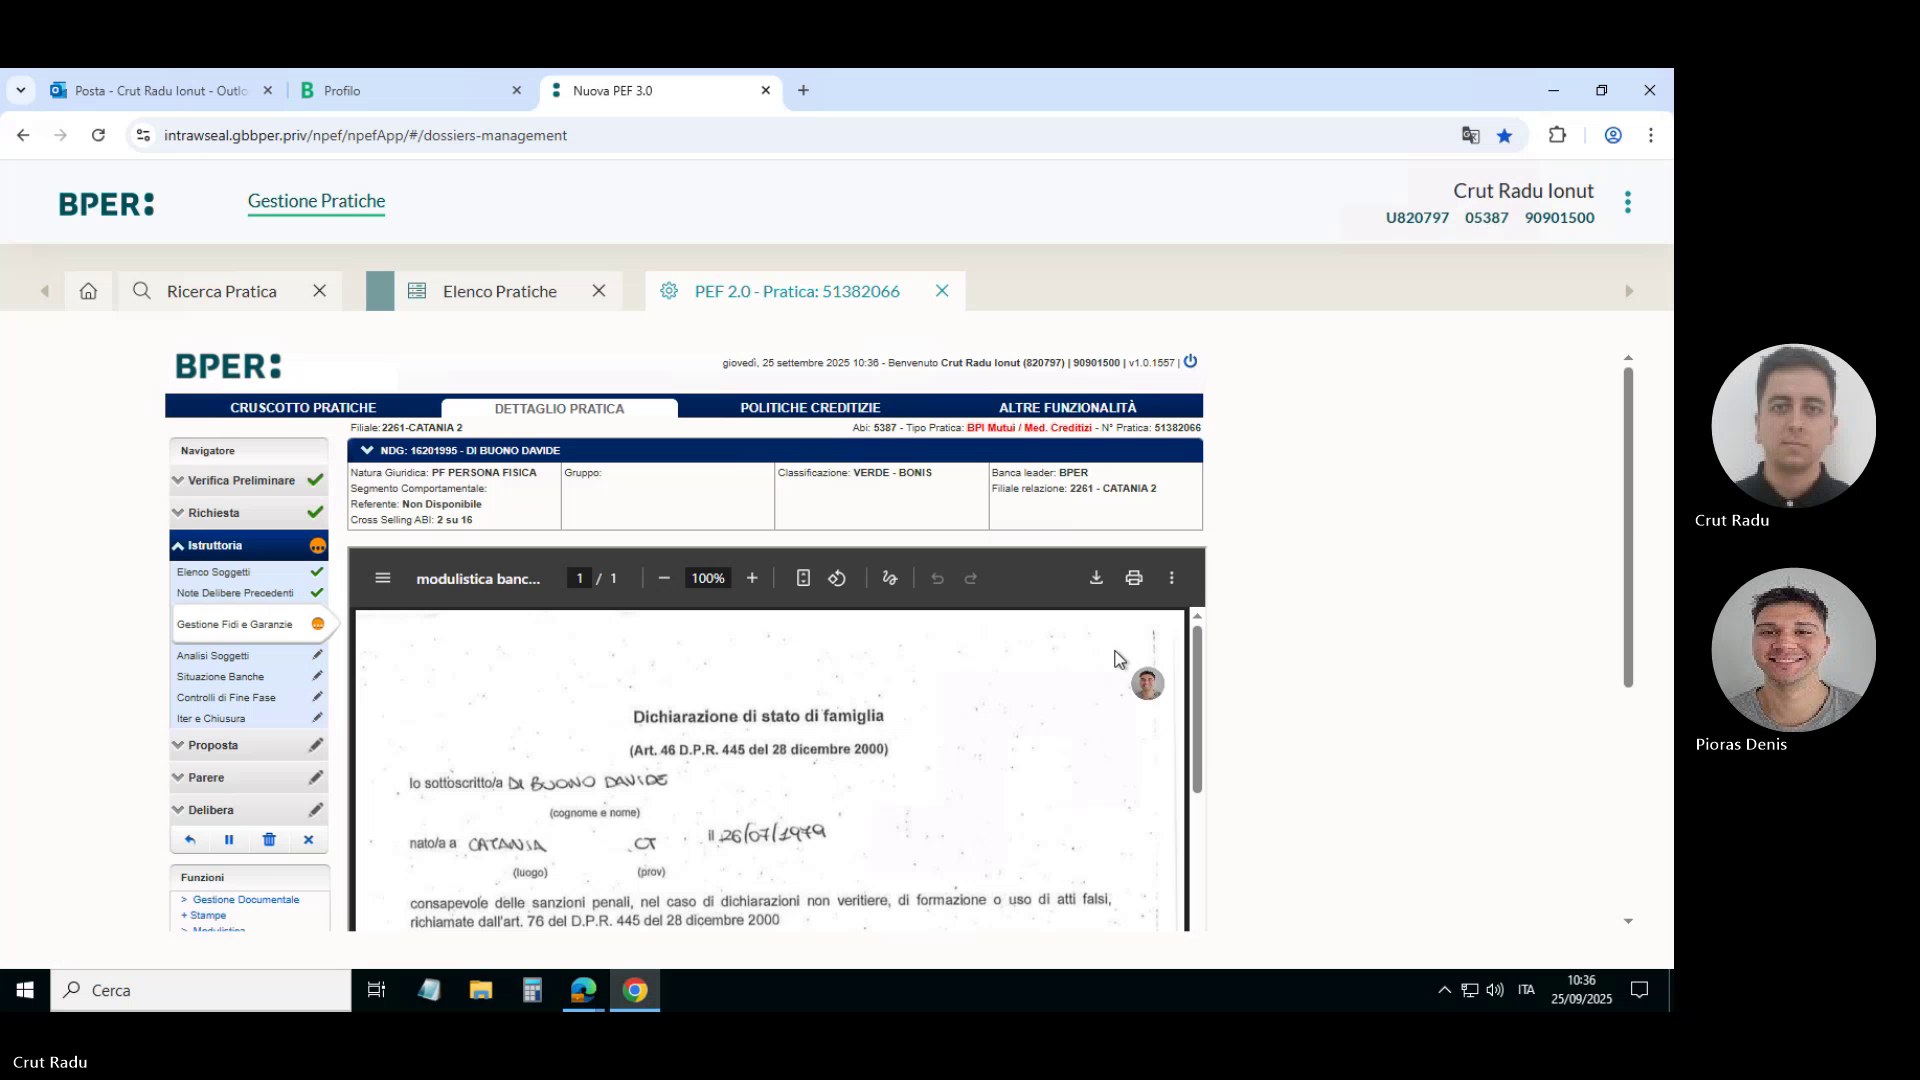 Posta - Crut Radu Ionut - Outlo
Profilo
Nuova PEF 3.0
intrawseal.gbbper.priv/npef/npefApp/#/dossiers-management
BPER:
Gestione Pratiche
Crut Radu Ionut
U820797 05387 90901500
Ricerca Pratica
Elenco Pratiche
PEF 2.0 - Pratica: 51382066
BPER:
giovedì, 25 settembre 2025 10:36 - Benvenuto Crut Radu Ionut (820797) | 90901500 | v1.0.1557 |
CRUSCOTTO PRATICHE
DETTAGLIO PRATICA
POLITICHE CREDITIZIE
ALTRE FUNZIONALITÀ
Filiale: 2261-CATANIA 2
Abi: 5387 - Tipo Pratica: BPI Mutui / Med. Creditizi - N° Pratica: 51382066
Navigatore
Verifica Preliminare
Richiesta
Istruttoria
Elenco Soggetti
Note Delibere Precedenti
Gestione Fidi e Garanzie
Analisi Soggetti
Situazione Banche
Controlli di Fine Fase
Iter e Chiusura
Proposta
Parere
Delibera
Funzioni
> Gestione Documentale
+ Stampe
> Modulistica
NDG: 16201995 - DI BUONO DAVIDE
Natura Giuridica: PF PERSONA FISICA
Segmento Comportamentale:
Referente: Non Disponibile
Cross Selling ABI: 2 su 16
Gruppo:
Classificazione: VERDE - BONIS
Banca leader: BPER
Filiale relazione: 2261 - CATANIA 2
modulistica banc...
1 / 1
100%
Dichiarazione di stato di famiglia
(Art. 46 D.P.R. 445 del 28 dicembre 2000)
Io sottoscritto/a DI BUONO DAVIDE
(cognome e nome)
nato/a a CATANIA CT il 26/07/1979
(luogo) (prov)
consapevole delle sanzioni penali, nel caso di dichiarazioni non veritiere, di formazione o uso di atti falsi,
richiamate dall'art. 76 del D.P.R. 445 del 28 dicembre 2000
Crut Radu
Pioras Denis
Cerca
ITA
10:36
25/09/2025
Crut Radu